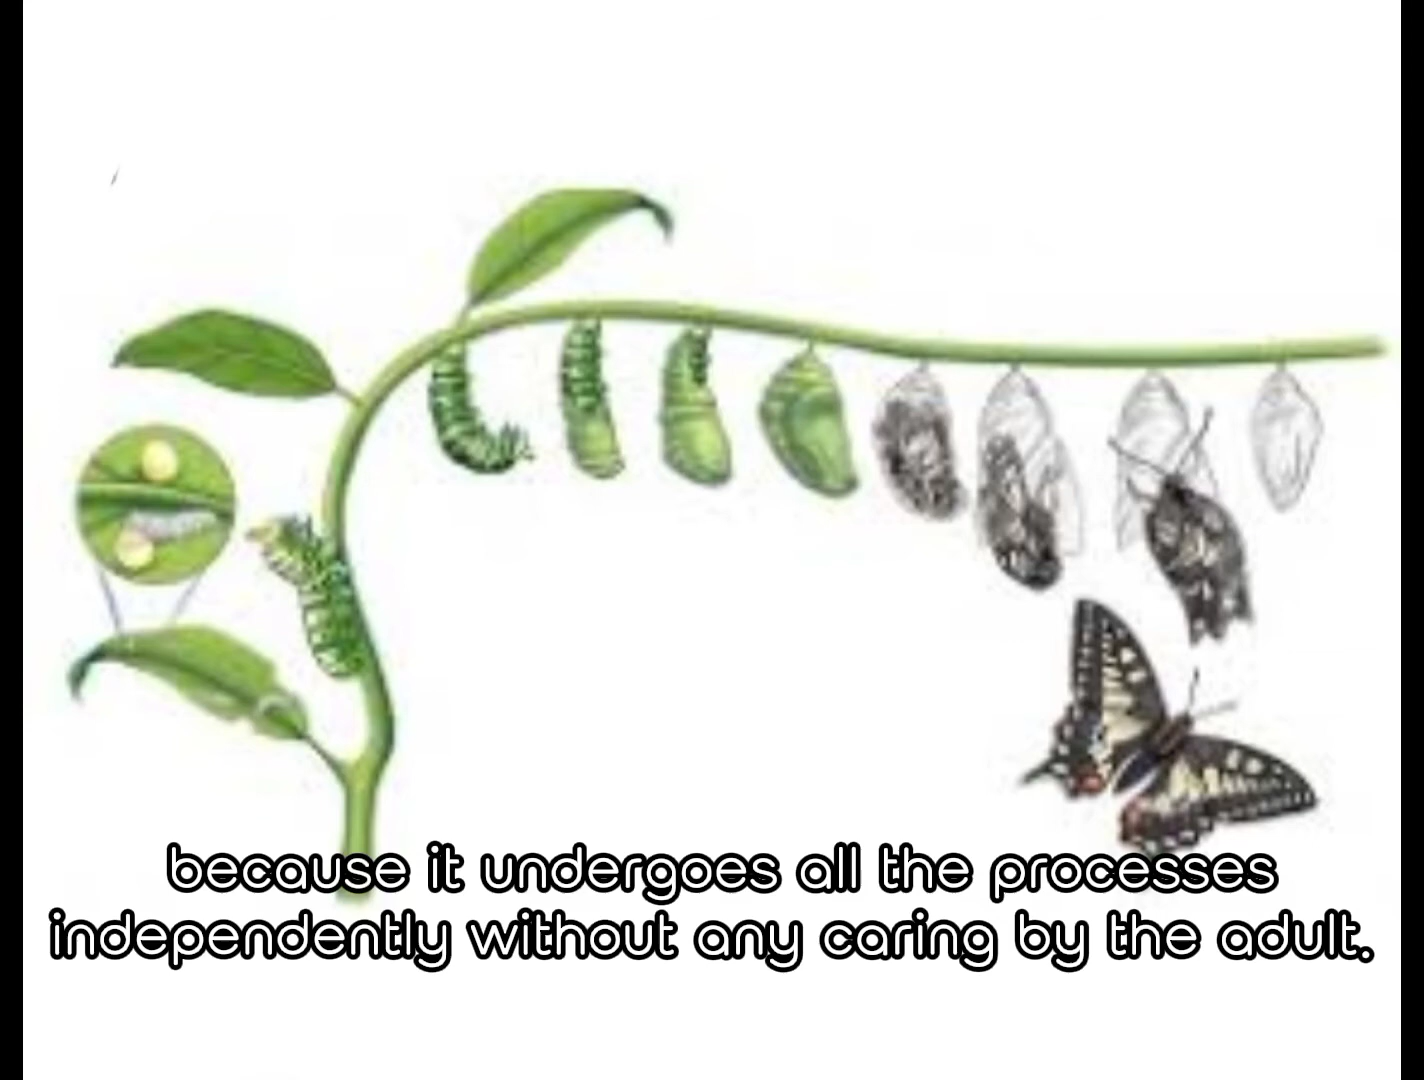 because it undergoes all the processes
independently without any caring by the adult.